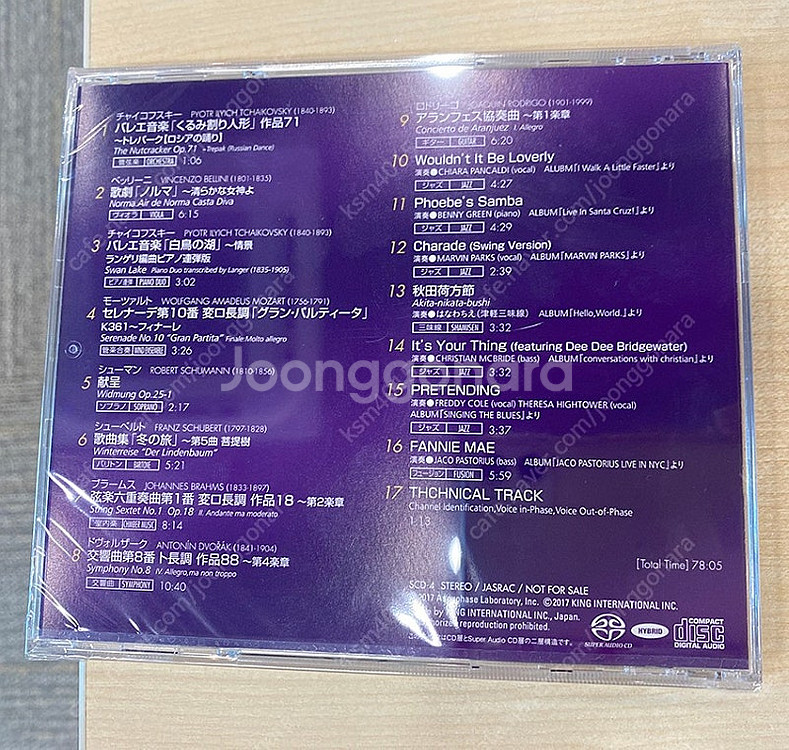 1
チャイコフスキー PYOTR ILYICH TCHAIKOVSKY (1840-1893)
バレエ音楽「くるみ割り人形」作品71
～トレパーク【ロシアの踊り】
The Nutcracker Op.71 ●Trepak (Russian Dance)
管弦楽 ORCHESTRA 1:06
2
ベッリーニ VINCENZO BELLINI (1801-1835)
歌劇「ノルマ」～清らかな女神よ
Norma Air de Norma Casta Diva
ヴィオラ VIOLA 6:15
3
チャイコフスキー PYOTR ILYICH TCHAIKOVSKY (1840-1893)
バレエ音楽「白鳥の湖」～情景
ランゲリ編曲ピアノ連弾版
Swan Lake Piano Duo transcribed by Langer (1835-1905)
ピアノ連弾 PIANO DUO 3:02
4
モーツァルト WOLFGANG AMADEUS MOZART (1756-1791)
セレナーデ第10番 変ロ長調「グラン・パルティータ」
K361～フィナーレ
Serenade No.10 "Gran Partita" Finale:Molto allegro
管楽合奏 WIND ENSEMBLE 3:26
5
シューマン ROBERT SCHUMANN (1810-1856)
献呈
Widmung Op.25-1
ソプラノ SOPRANO 2:17
6
シューベルト FRANZ SCHUBERT (1797-1828)
歌曲集「冬の旅」～第5曲 菩提樹
Winterreise "Der Lindenbaum"
バリトン BARITONE 5:21
7
ブラームス JOHANNES BRAHMS (1833-1897)
弦楽六重奏曲第1番 変ロ長調 作品18～第2楽章
String Sextet No.1 Op.18 II. Andante ma moderato
室内楽 CHAMBER MUSIC 8:14
8
ドヴォルザーク ANTONÍN DVOŘÁK (1841-1904)
交響曲第8番 ト長調 作品88～第4楽章
Symphony No.8 IV. Allegro, ma non troppo
交響曲 SYMPHONY 10:40
9
ロドリーゴ JOAQUIN RODRIGO (1901-1999)
アランフェス協奏曲 ～第1楽章
Concierto de Aranjuez I. Allegro
ギター GUITAR 6:20
10 Wouldn't It Be Loverly
演奏●CHIARA PANCALDI (vocal) ALUBM「I Walk A Little Faster」より
ジャズ JAZZ 4:27
11 Phoebe's Samba
演奏●BENNY GREEN (piano) ALBUM「Live In Santa Cruz!」より
ジャズ JAZZ 4:29
12 Charade (Swing Version)
演奏●MARVIN PARKS (vocal) ALBUM「MARVIN PARKS」より
ジャズ JAZZ 2:39
13 秋田荷方節
Akita-nikata-bushi
演奏●はなわちえ（津軽三味線） ALBUM「Hello, World.」より
三味線 SHAMISEN 3:32
14 It's Your Thing (featuring Dee Dee Bridgewater)
演奏●CHRISTIAN McBRIDE (bass) ALBUM「conversations with christian」より
ジャズ JAZZ 3:32
15 PRETENDING
演奏●FREDDY COLE (vocal) THERESA HIGHTOWER (vocal)
ALBUM「SINGING THE BLUES」より
ジャズ JAZZ 3:37
16 FANNIE MAE
演奏●JACO PASTORIUS (bass) ALBUM「JACO PASTORIUS LIVE IN NYC」より
フュージョン FUSION 5:59
17 THCHNICAL TRACK
Channel Identification, Voice in-Phase, Voice Out-of-Phase
1:13
[Total Time] 78:05
SCD-4 STEREO / JASRAC / NOT FOR SALE
℗2017 Accuphase Laboratory, Inc. ©2017 KING INTERNATIONAL INC.
by KING INTERNATIONAL INC., Japan.
reproduction prohibited.
CD層とSuper Audio CD層の二層構造です。
SUPER AUDIO CD
HYBRID
COMPACT
disc
DIGITAL AUDIO
Joonggonara
cafe.naver.com/joonggonara